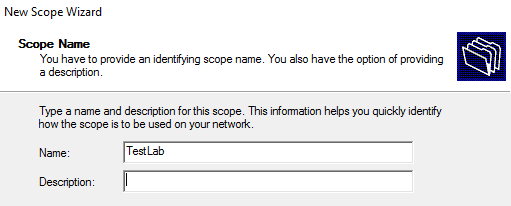 New Scope Wizard
Scope Name
You have to provide an identifying scope name. You also have the option of providing
a description.
Type a name and description for this scope. This information helps you quickly identify
how the scope is to be used on your network.
Name: TestLab
Description: